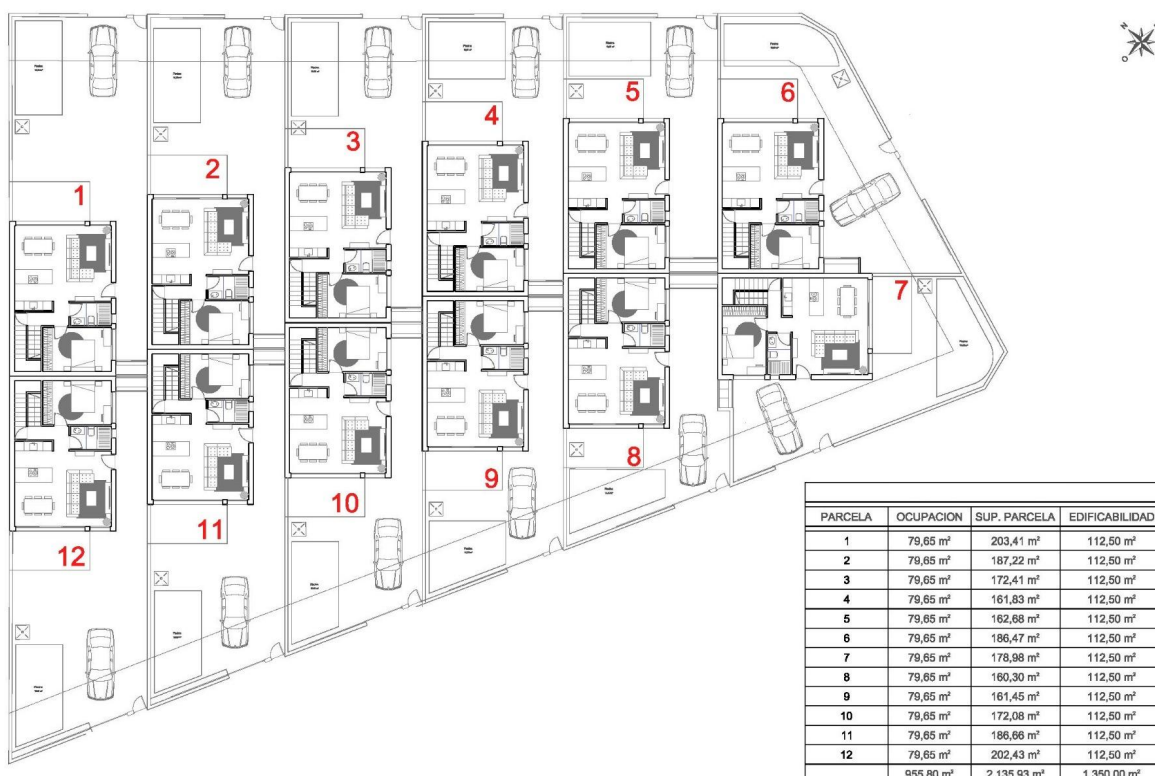 N
O
1
2
3
4
5
6
7
8
9
10
11
12
PARCELA OCUPACION SUP. PARCELA EDIFICABILIDAD
1 79,65 m² 203,41 m² 112,50 m²
2 79,65 m² 187,22 m² 112,50 m²
3 79,65 m² 172,41 m² 112,50 m²
4 79,65 m² 161,83 m² 112,50 m²
5 79,65 m² 162,68 m² 112,50 m²
6 79,65 m² 186,47 m² 112,50 m²
7 79,65 m² 178,98 m² 112,50 m²
8 79,65 m² 160,30 m² 112,50 m²
9 79,65 m² 161,45 m² 112,50 m²
10 79,65 m² 172,08 m² 112,50 m²
11 79,65 m² 186,66 m² 112,50 m²
12 79,65 m² 202,43 m² 112,50 m²
955,80 m² 2.135,93 m² 1.350,00 m²